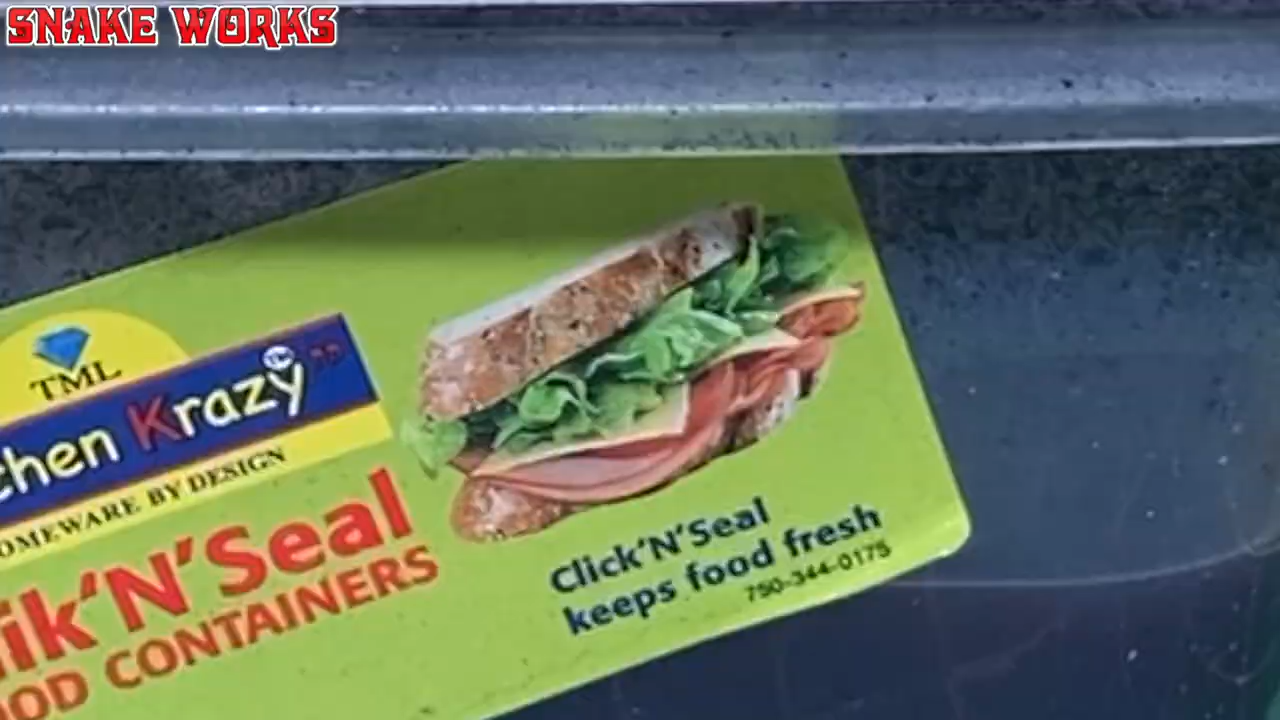 SNAKE WORKS
TML
chen Krazy
OMEWARE BY DESIGN
ik'N'Seal
OOD CONTAINERS
Click'N'Seal
keeps food fresh
750-344-0175